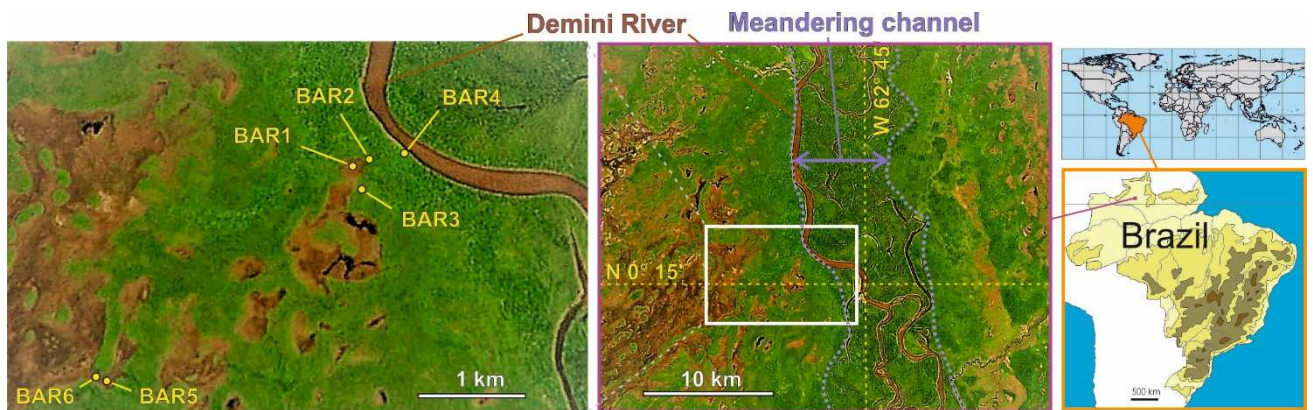 Demini River
Meandering channel
BAR2
BAR4
BAR1
BAR3
BAR6
BAR5
1 km
W 62° 45'
N 0° 15'
10 km
Brazil
500 km